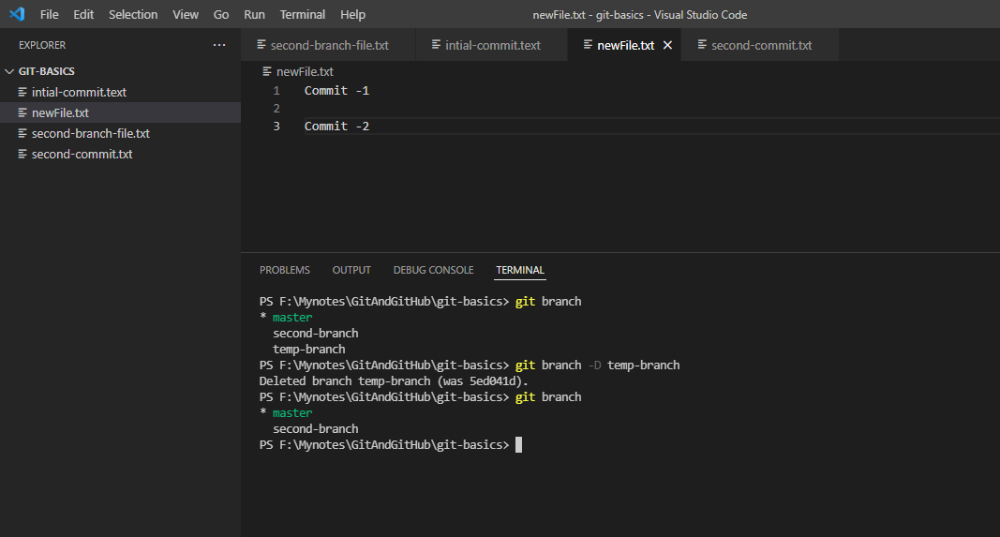 File Edit Selection View Go Run Terminal Help
newFile.txt - git-basics - Visual Studio Code
EXPLORER ...
GIT-BASICS
intial-commit.text
newFile.txt
second-branch-file.txt
second-commit.txt
second-branch-file.txt intial-commit.text newFile.txt second-commit.txt
newFile.txt
1 Commit -1
2
3 Commit -2
PROBLEMS OUTPUT DEBUG CONSOLE TERMINAL
PS F:\Mynotes\GitAndGitHub\git-basics> git branch
* master
second-branch
temp-branch
PS F:\Mynotes\GitAndGitHub\git-basics> git branch -D temp-branch
Deleted branch temp-branch (was 5ed041d).
PS F:\Mynotes\GitAndGitHub\git-basics> git branch
* master
second-branch
PS F:\Mynotes\GitAndGitHub\git-basics>